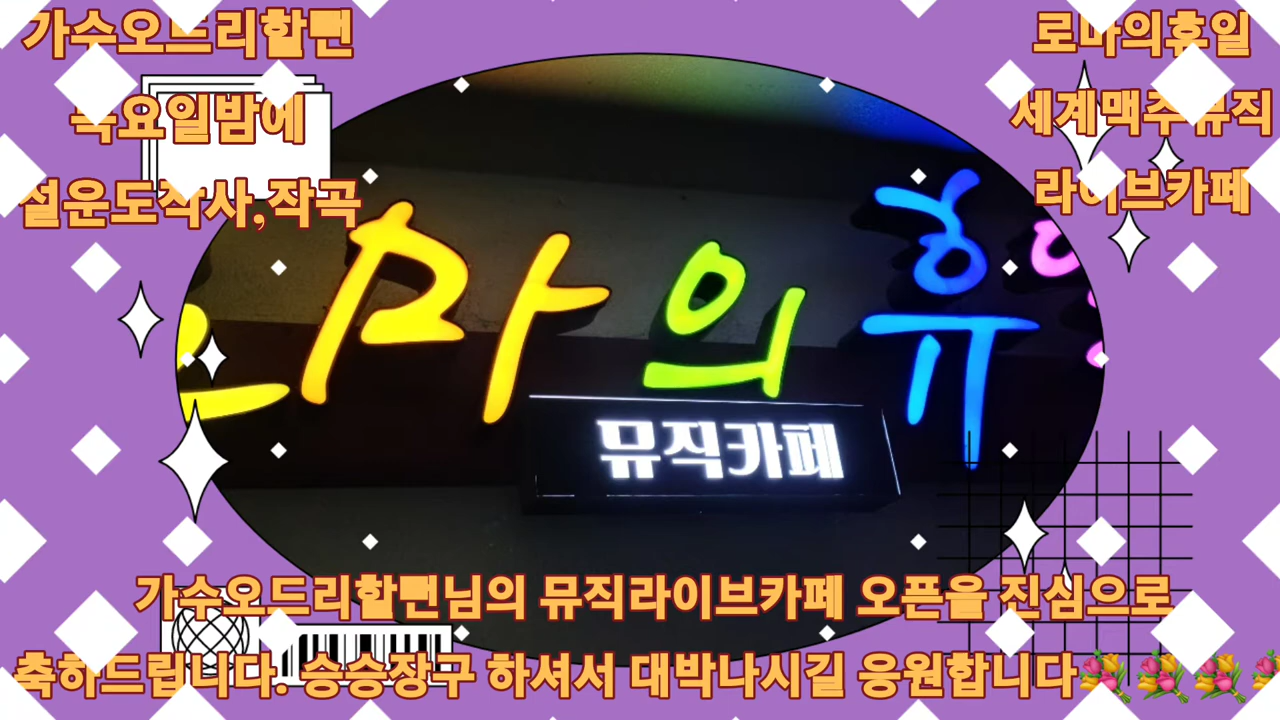 가수오드리할뻔
목요일밤에
설운도작사,작곡
로마의휴일
세계맥주뮤직
라이브카페
로마의휴일
뮤직카페
가수오드리할뻔님의 뮤직라이브카페 오픈을 진심으로
축하드립니다. 승승장구 하셔서 대박나시길 응원합니다💐💐💐💐